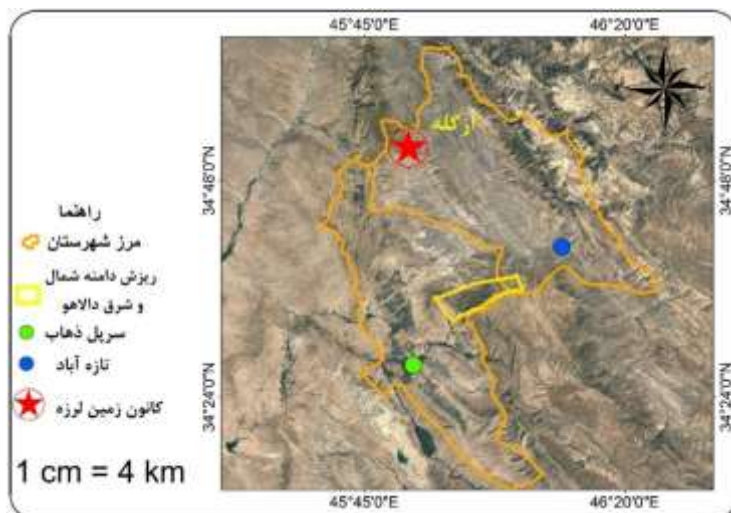 45°45'0"E
46°20'0"E
ازگله
34°48'0"N
34°48'0"N
راهنما
مرز شهرستان
ریزش دامنه شمال
و شرق دالاهو
سرپل ذهاب
تازه آباد
کانون زمین لرزه
34°24'0"N
34°24'0"N
1 cm = 4 km
45°45'0"E
46°20'0"E